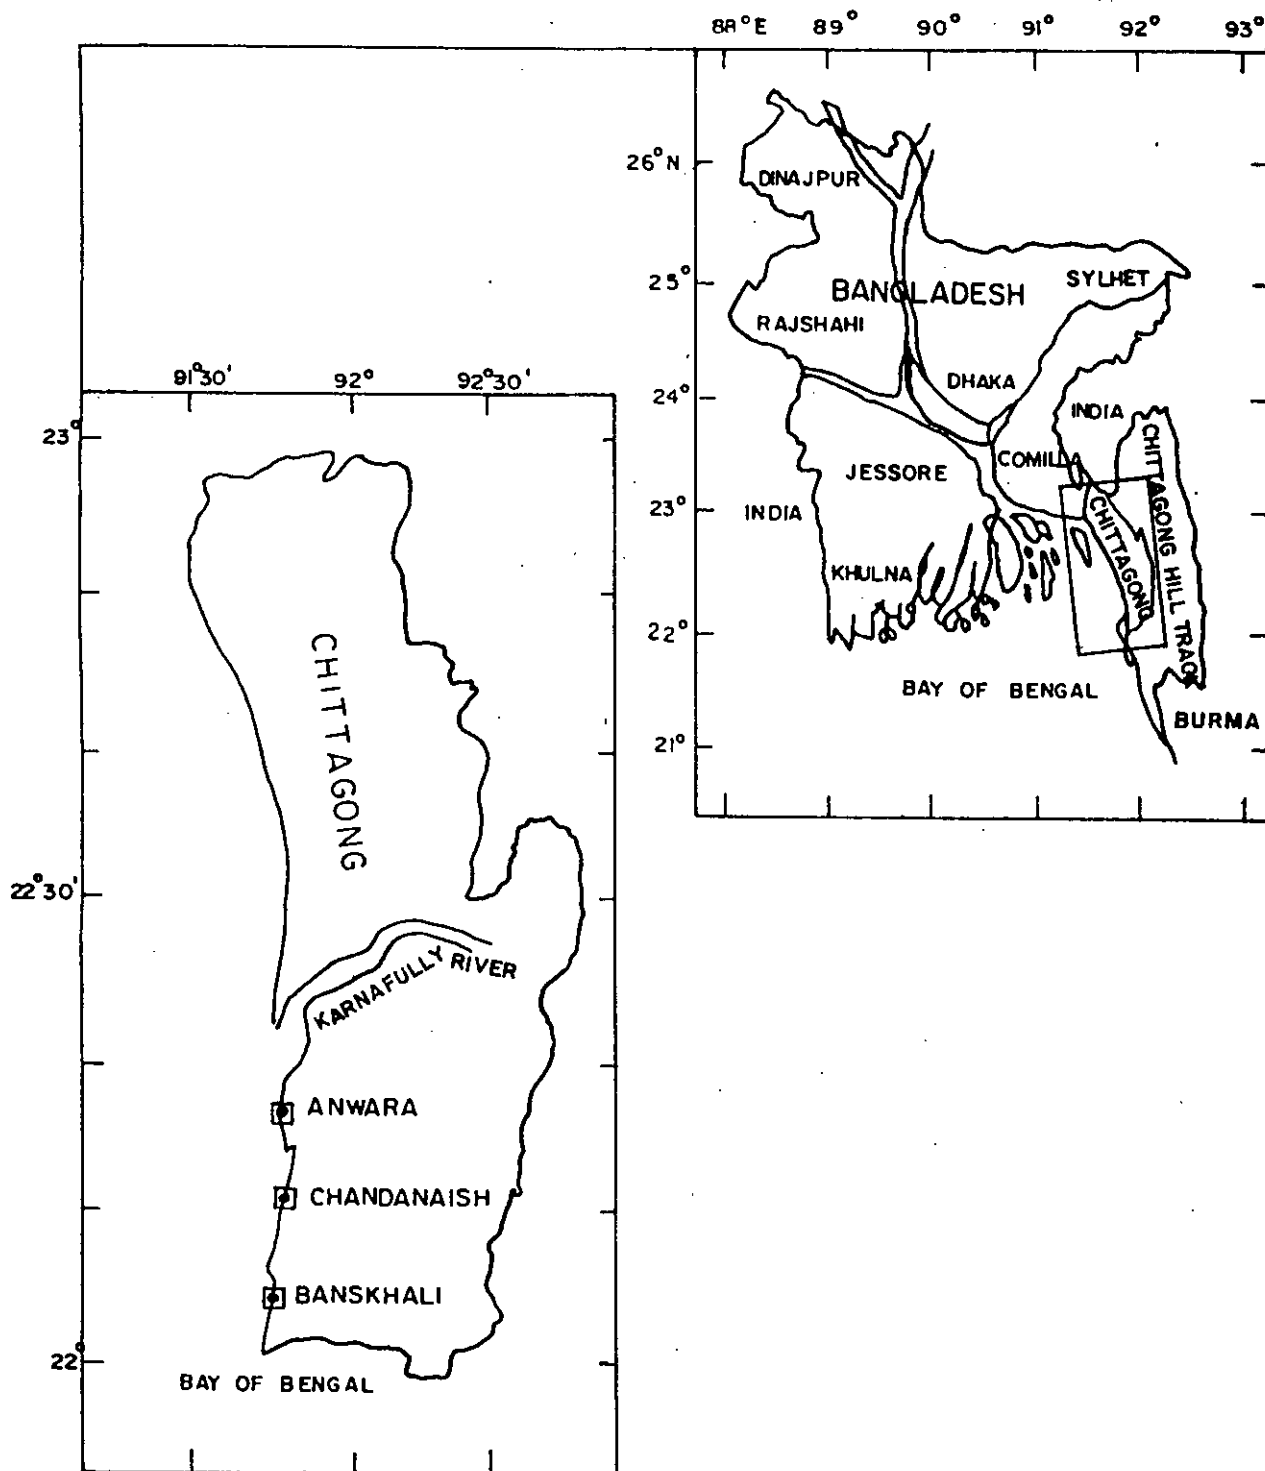 88°E 89° 90° 91° 92° 93°
26°N
DINAJPUR
25°
BANGLADESH
SYLHET
RAJSHAHI
24°
DHAKA
INDIA
COMILLA
JESSORE
CHITTAGONG HILL TRACT
23°
INDIA
CHITTAGONG
KHULNA
22°
BAY OF BENGAL
BURMA
21°
91°30' 92° 92°30'
23°
CHITTAGONG
22°30'
KARNAFULLY RIVER
ANWARA
CHANDANAISH
BANSKHALI
22°
BAY OF BENGAL